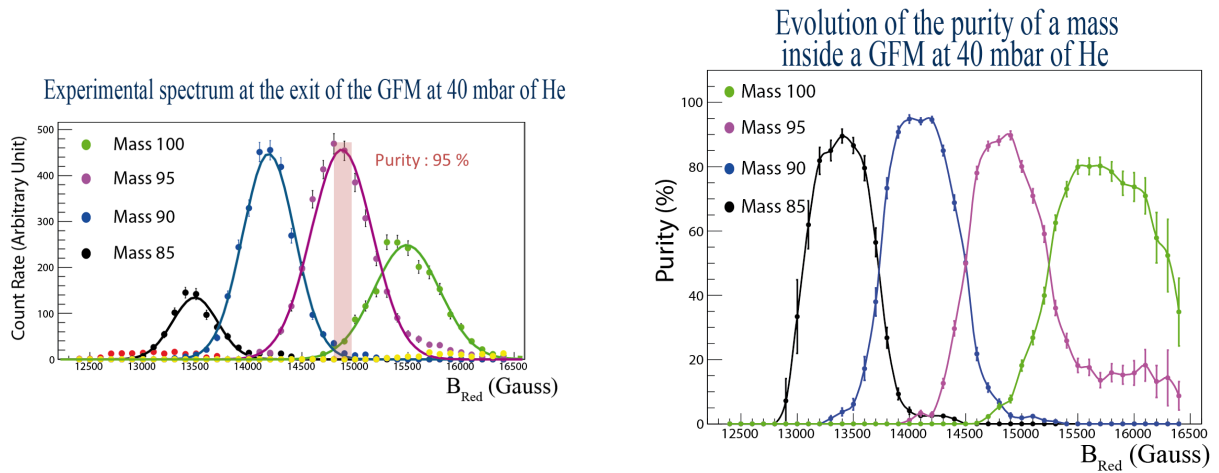 Experimental spectrum at the exit of the GFM at 40 mbar of He
Count Rate (Arbitrary Unit)
500
400
300
200
100
0
Mass 100
Mass 95
Mass 90
Mass 85
Purity : 95 %
12500 13000 13500 14000 14500 15000 15500 16000 16500
B_Red (Gauss)
Evolution of the purity of a mass
inside a GFM at 40 mbar of He
Purity (%)
100
80
60
40
20
0
Mass 100
Mass 95
Mass 90
Mass 85
12500 13000 13500 14000 14500 15000 15500 16000 16500
B_Red (Gauss)